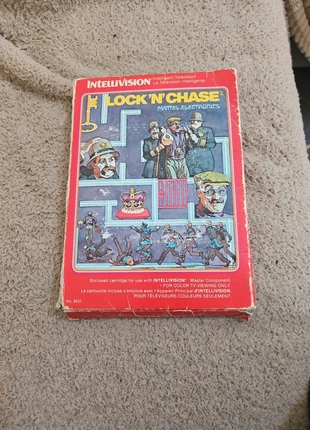 INTELLIVISION Intelligent Television
La Télévision Intelligente
LOCK 'N' CHASE
MATTEL ELECTRONICS
Enclosed cartridge for use with INTELLIVISION Master Component
FOR COLOR TV VIEWING ONLY
La cartouche incluse à employer avec l'Appareil Principal d'INTELLIVISION.
POUR TÉLÉVISEURS COULEURS SEULEMENT